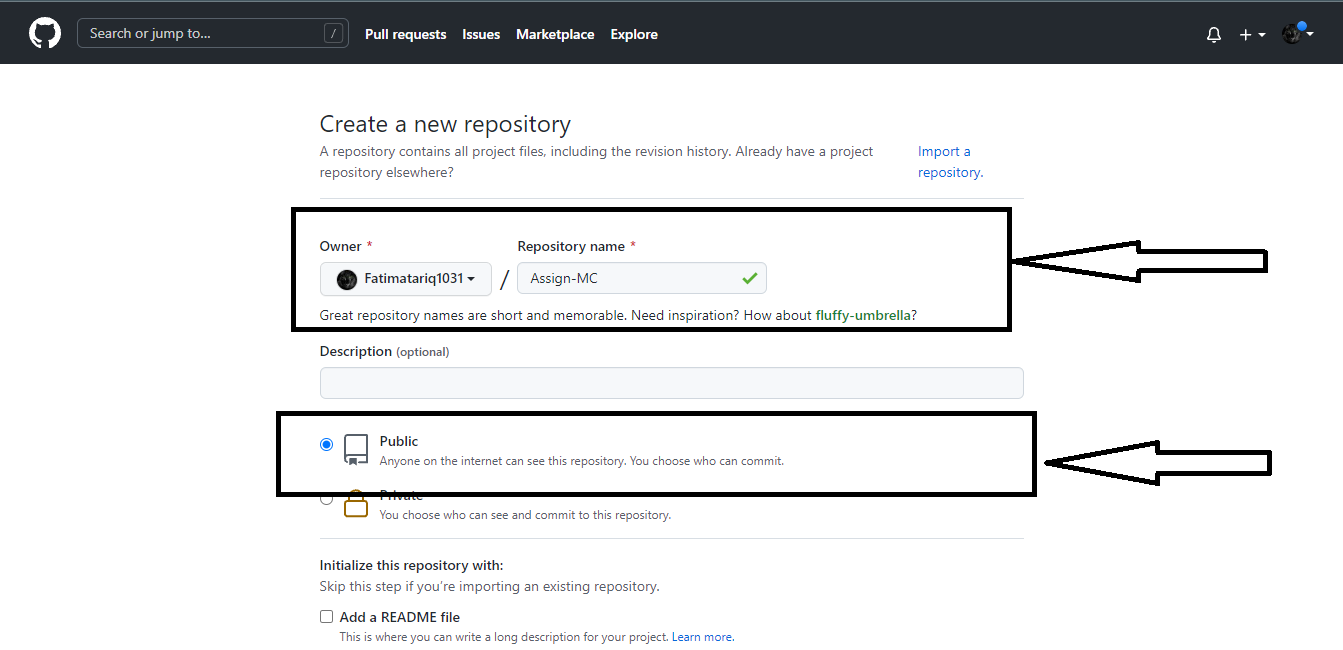 Search or jump to... /
Pull requests Issues Marketplace Explore
Create a new repository
A repository contains all project files, including the revision history. Already have a project
repository elsewhere?
Import a
repository.
Owner * Repository name *
Fatimatariq1031 / Assign-MC
Great repository names are short and memorable. Need inspiration? How about fluffy-umbrella?
Description (optional)
Public
Anyone on the internet can see this repository. You choose who can commit.
Private
You choose who can see and commit to this repository.
Initialize this repository with:
Skip this step if you're importing an existing repository.
Add a README file
This is where you can write a long description for your project. Learn more.